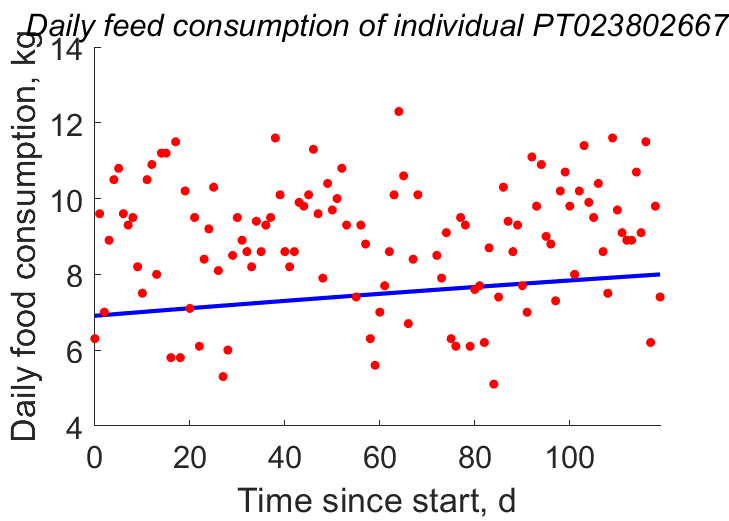 Daily feed consumption of individual PT023802667
Daily food consumption, kg
14
12
10
8
6
4
0 20 40 60 80 100
Time since start, d